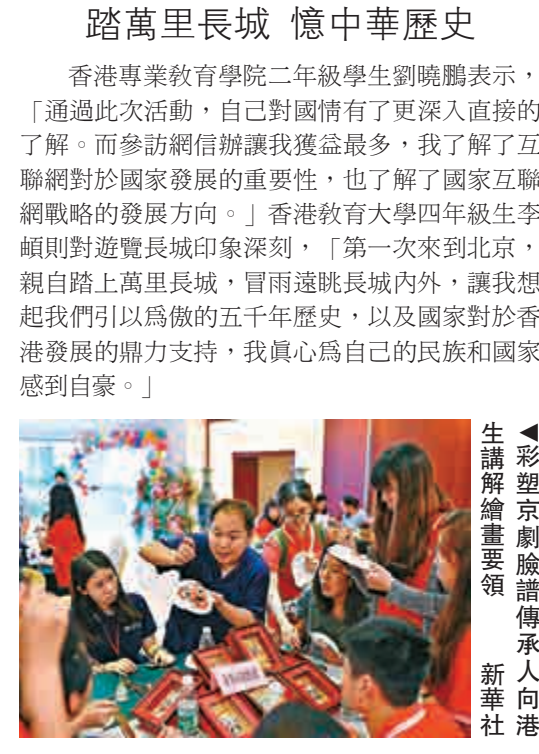 踏萬里長城 憶中華歷史
香港專業教育學院二年級學生劉曉鵬表示，
「通過此次活動，自己對國情有了更深入直接的
了解。而參訪網信辦讓我獲益最多，我了解了互
聯網對於國家發展的重要性，也了解了國家互聯
網戰略的發展方向。」香港教育大學四年級生李
頔則對遊覽長城印象深刻，「第一次來到北京，
親自踏上萬里長城，冒雨遠眺長城內外，讓我想
起我們引以爲傲的五千年歷史，以及國家對於香
港發展的鼎力支持，我眞心爲自己的民族和國家
感到自豪。」
◀彩塑京劇臉譜傳承人向港
生講解繪畫要領 新華社